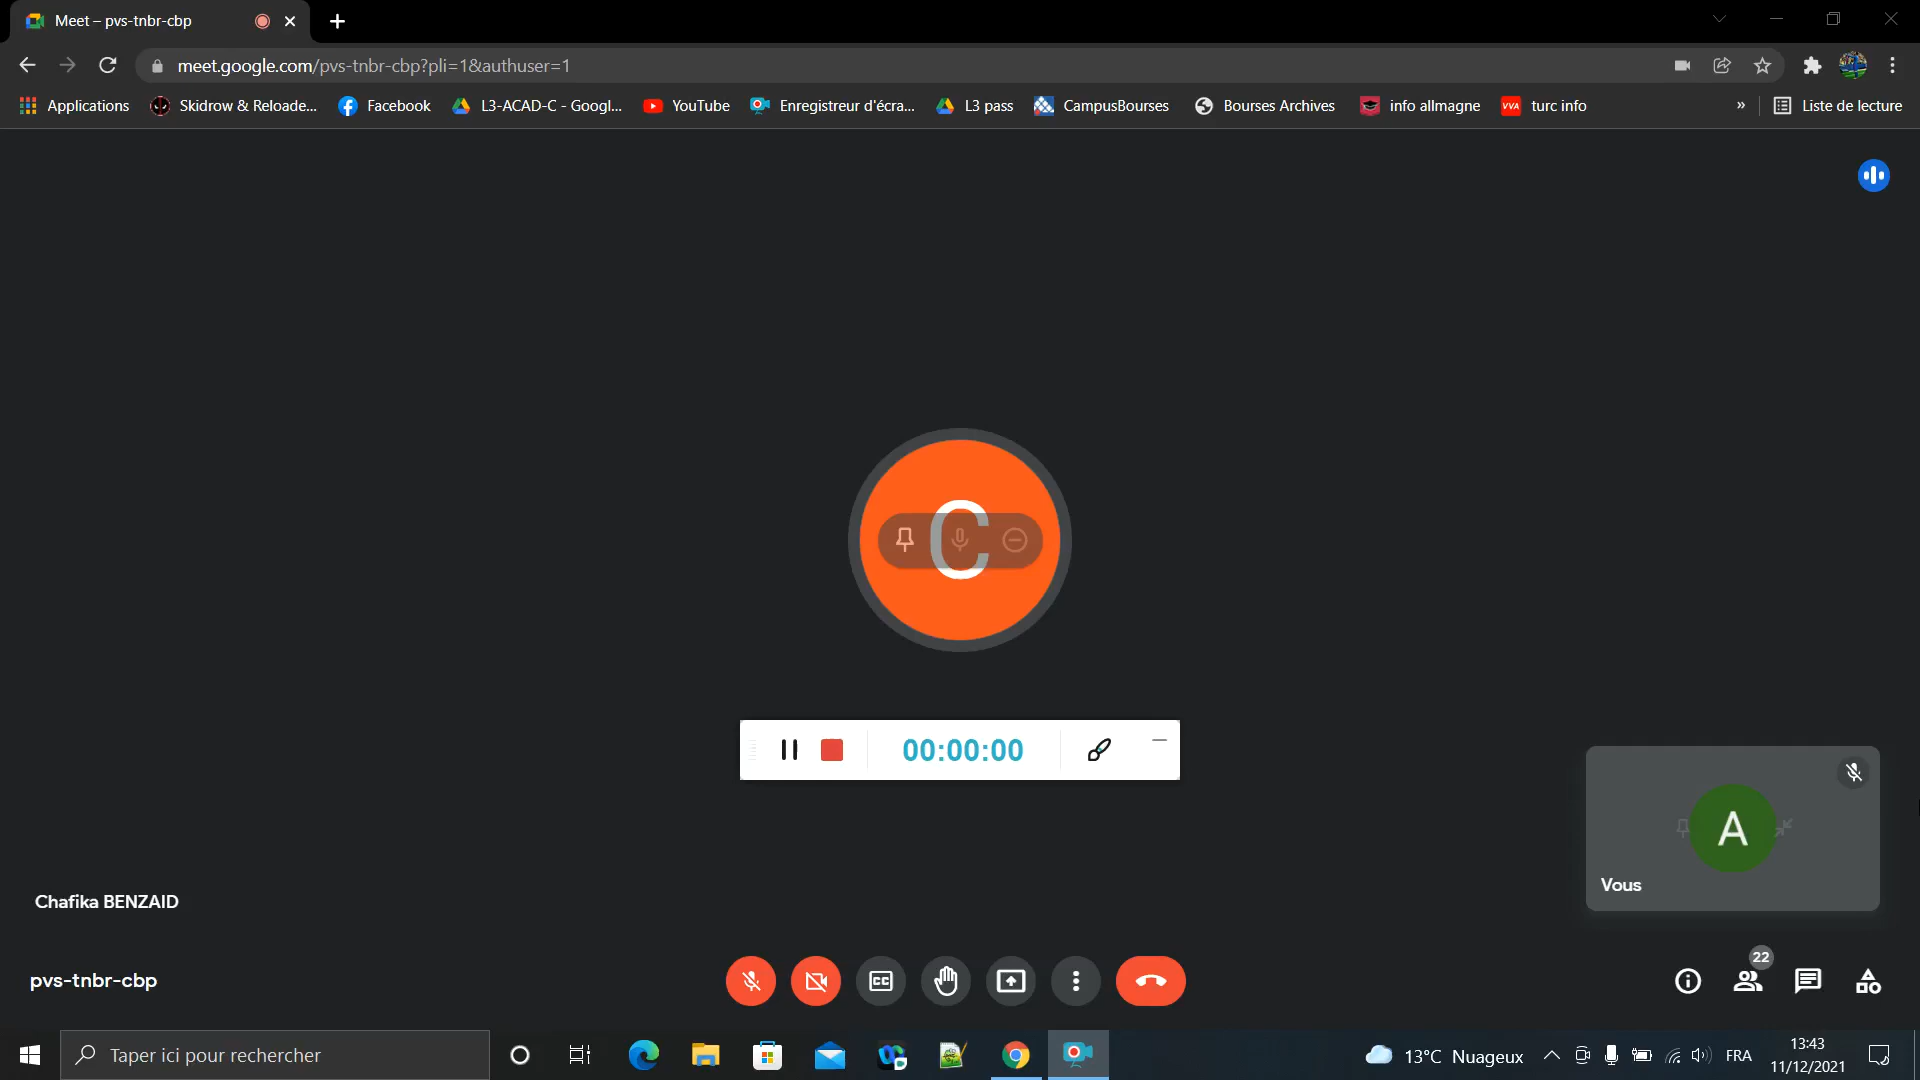 Meet – pvs-tnbr-cbp
meet.google.com/pvs-tnbr-cbp?pli=1&authuser=1
Applications
Skidrow & Reloade...
Facebook
L3-ACAD-C - Googl...
YouTube
Enregistreur d'écra...
L3 pass
CampusBourses
Bourses Archives
info allmagne
VVA
turc info
»
Liste de lecture
C
00:00:00
A
Vous
Chafika BENZAID
pvs-tnbr-cbp
CC
22
Taper ici pour rechercher
13°C Nuageux
FRA
13:43
11/12/2021